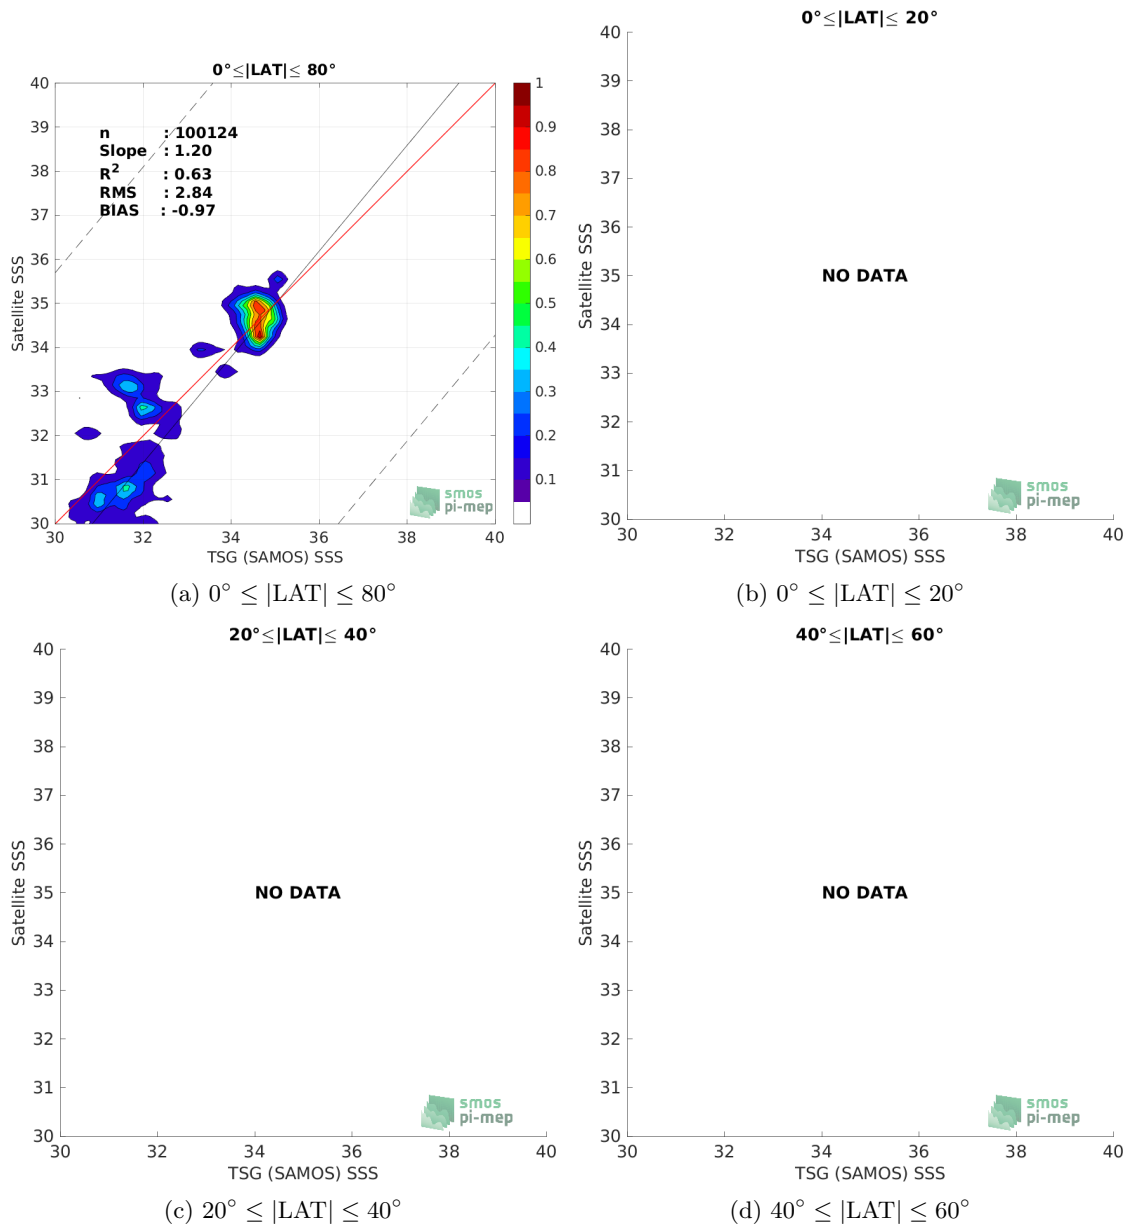 0°≤|LAT|≤ 80°
40
39
38
37
36
35
34
33
32
31
30
Satellite SSS
n : 100124
Slope : 1.20
R² : 0.63
RMS : 2.84
BIAS : -0.97
1
0.9
0.8
0.7
0.6
0.5
0.4
0.3
0.2
0.1
smos
pi-mep
30 32 34 36 38 40
TSG (SAMOS) SSS
(a) 0° ≤ |LAT| ≤ 80°
0°≤|LAT|≤ 20°
40
39
38
37
36
35
34
33
32
31
30
Satellite SSS
NO DATA
smos
pi-mep
30 32 34 36 38 40
TSG (SAMOS) SSS
(b) 0° ≤ |LAT| ≤ 20°
20°≤|LAT|≤ 40°
40
39
38
37
36
35
34
33
32
31
30
Satellite SSS
NO DATA
smos
pi-mep
30 32 34 36 38 40
TSG (SAMOS) SSS
(c) 20° ≤ |LAT| ≤ 40°
40°≤|LAT|≤ 60°
40
39
38
37
36
35
34
33
32
31
30
Satellite SSS
NO DATA
smos
pi-mep
30 32 34 36 38 40
TSG (SAMOS) SSS
(d) 40° ≤ |LAT| ≤ 60°